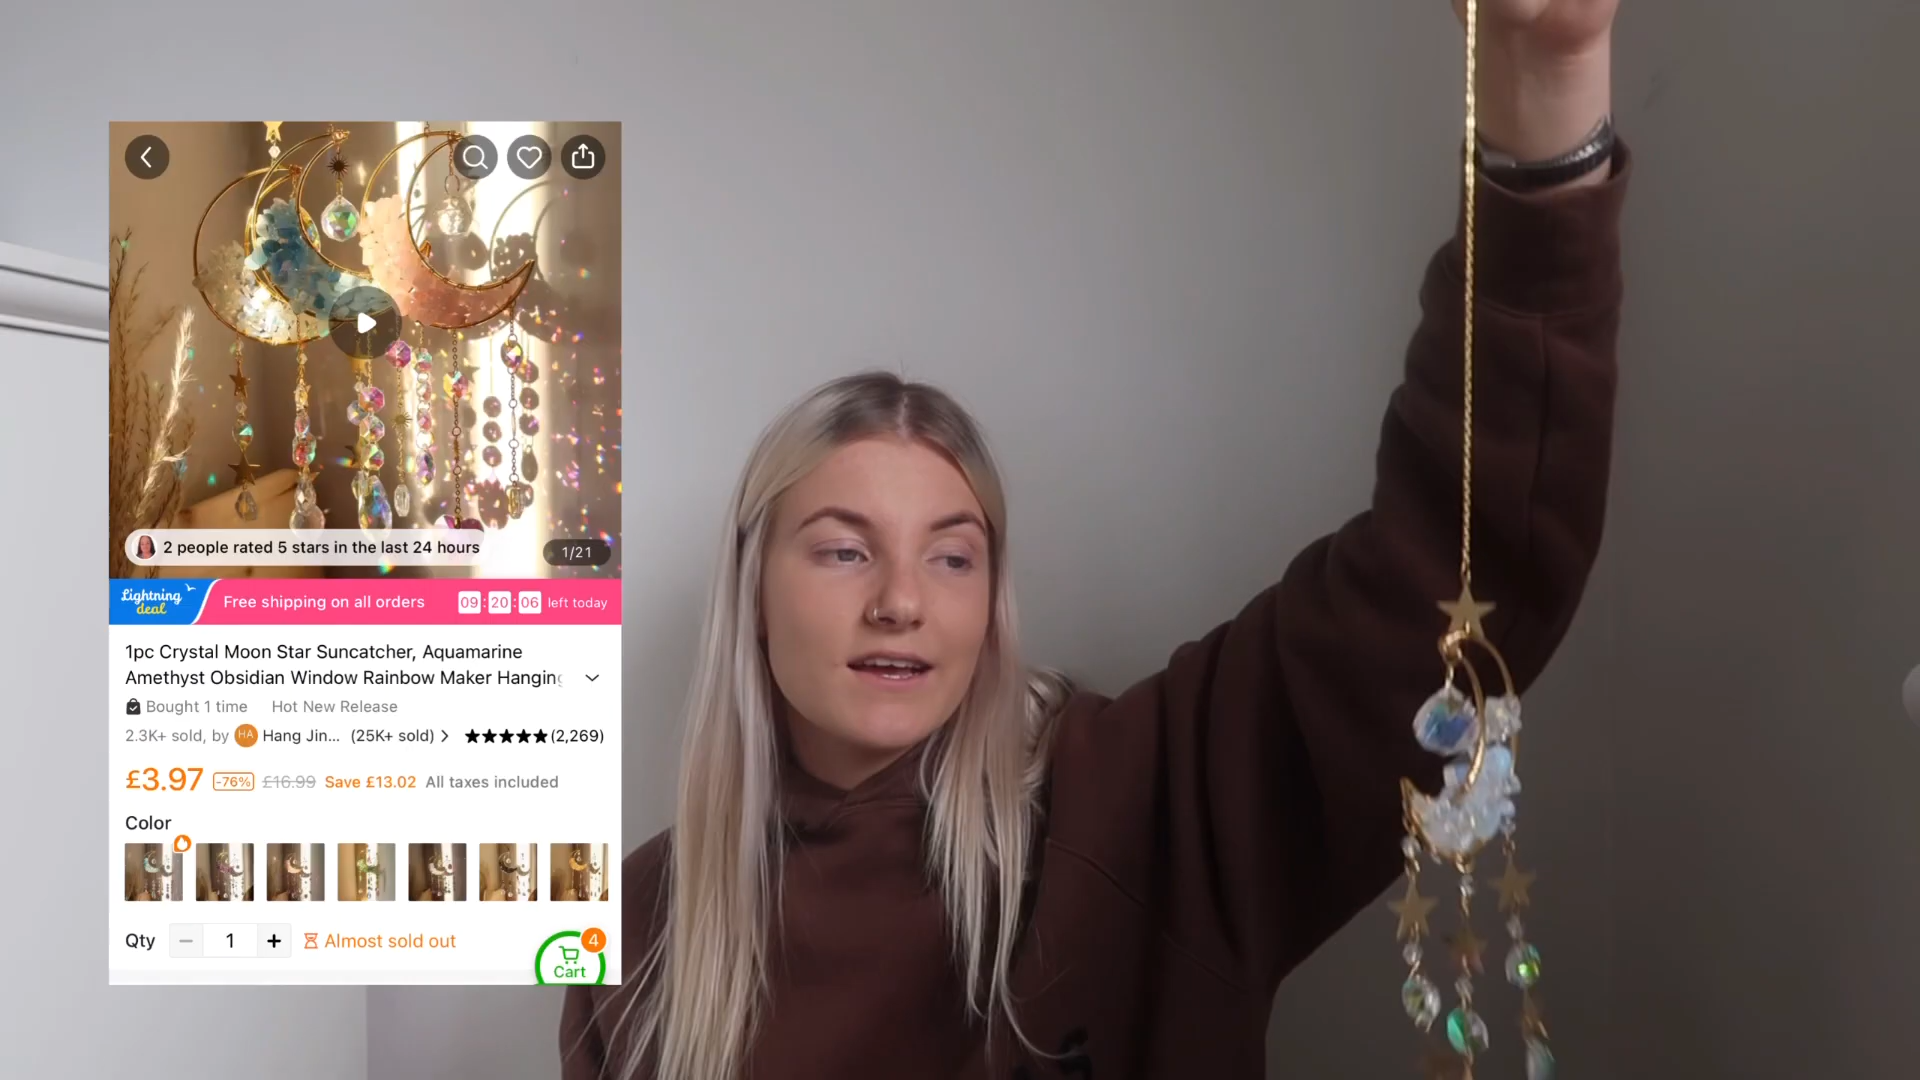 2 people rated 5 stars in the last 24 hours
1/21
Lightning deal
Free shipping on all orders 09:20:06 left today
1pc Crystal Moon Star Suncatcher, Aquamarine
Amethyst Obsidian Window Rainbow Maker Hanging
Bought 1 time Hot New Release
2.3K+ sold, by HA Hang Jin... (25K+ sold) (2,269)
£3.97 -76% £16.99 Save £13.02 All taxes included
Color
Qty 1 Almost sold out
4
Cart